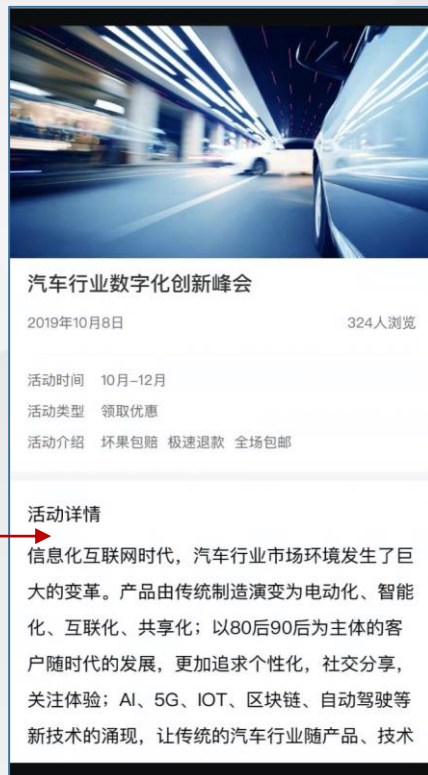 汽车行业数字化创新峰会
2019年10月8日 324人浏览
活动时间 10月-12月
活动类型 领取优惠
活动介绍 坏果包赔 极速退款 全场包邮
活动详情
信息化互联网时代，汽车行业市场环境发生了巨
大的变革。产品由传统制造演变为电动化、智能
化、互联化、共享化；以80后90后为主体的客
户随时代的发展，更加追求个性化，社交分享，
关注体验；AI、5G、IOT、区块链、自动驾驶等
新技术的涌现，让传统的汽车行业随产品、技术